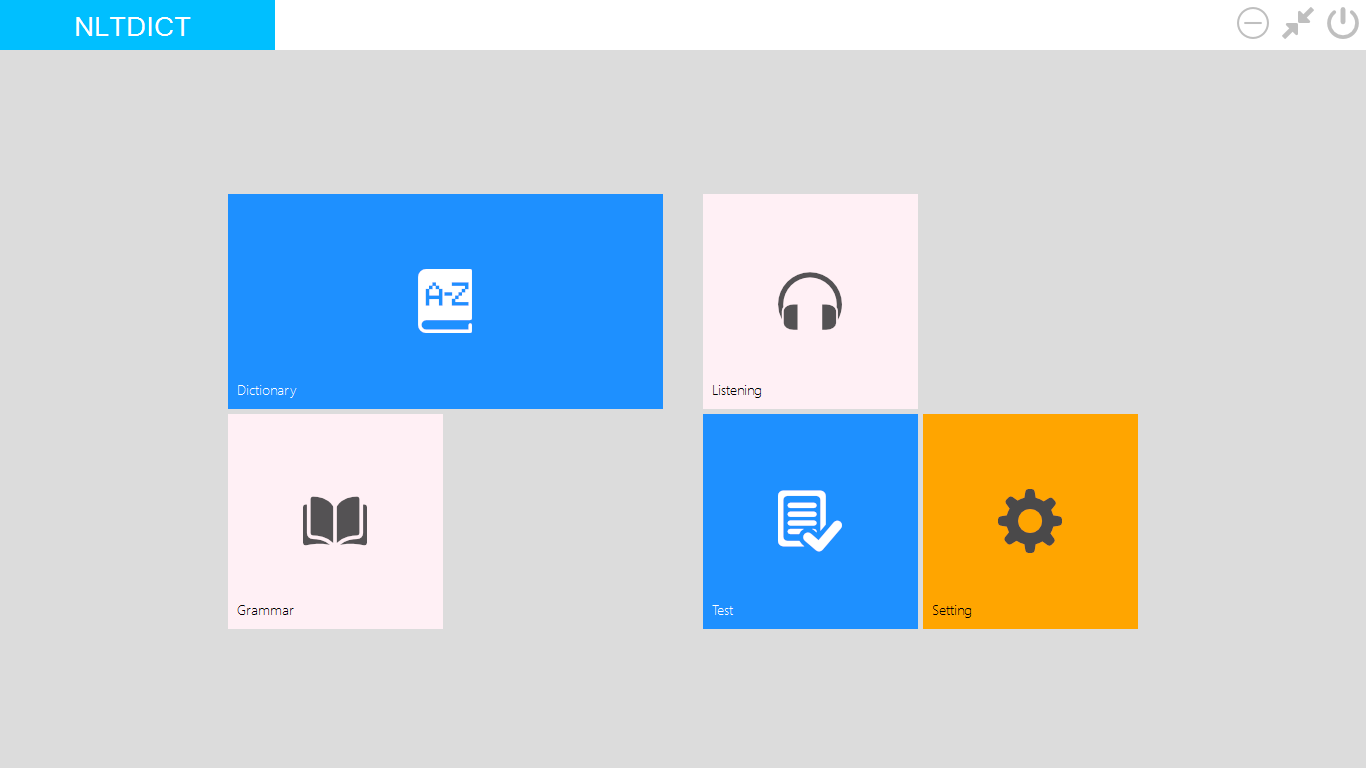 NLTDICT
A-Z
Dictionary
Listening
Grammar
Test
Setting